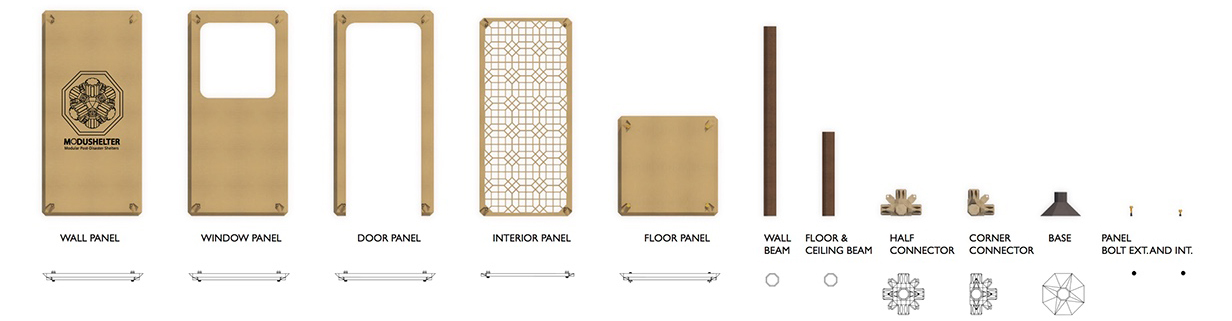 MODUSHELTER
Modular Post-Disaster Shelters
WALL PANEL
WINDOW PANEL
DOOR PANEL
INTERIOR PANEL
FLOOR PANEL
WALL
BEAM
FLOOR &
CEILING BEAM
HALF
CONNECTOR
CORNER
CONNECTOR
BASE
PANEL
BOLT EXT.AND INT.